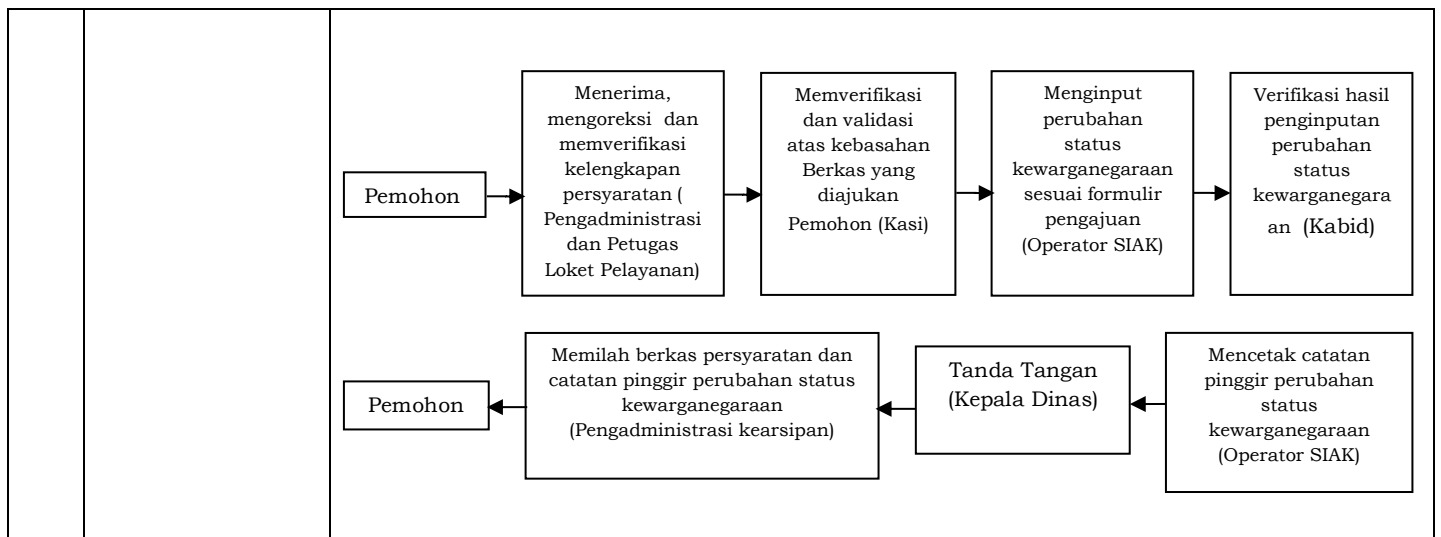 Pemohon
Menerima,
mengoreksi dan
memverifikasi
kelengkapan
persyaratan (
Pengadministrasi
dan Petugas
Loket Pelayanan)
Memverifikasi
dan validasi
atas kebasahan
Berkas yang
diajukan
Pemohon (Kasi)
Menginput
perubahan
status
kewarganegaraan
sesuai formulir
pengajuan
(Operator SIAK)
Verifikasi hasil
penginputan
perubahan
status
kewarganegara
an (Kabid)
Mencetak catatan
pinggir perubahan
status
kewarganegaraan
(Operator SIAK)
Tanda Tangan
(Kepala Dinas)
Memilah berkas persyaratan dan
catatan pinggir perubahan status
kewarganegaraan
(Pengadministrasi kearsipan)
Pemohon